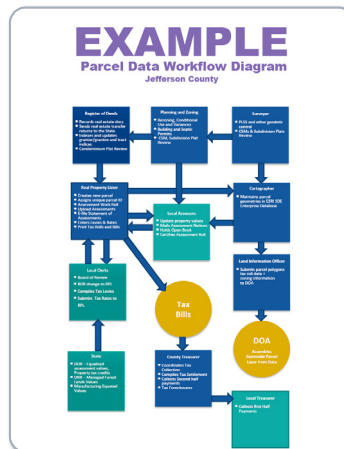 EXAMPLE
Parcel Data Workflow Diagram
Jefferson County
Register of Deeds
Records real estate docs
Sends real estate transfer
returns to the State
Indexes and updates
grantor/grantee and tract
indices
Condominium Plat Review
Planning and Zoning
Rezoning, Conditional
Use and Variances
Building and Septic
Permits
CSM, Subdivision Plat
Review
Surveyor
PLSS and other geodetic
control
CSMs & Subdivision Plats
Review
Real Property Lister
Creates new parcel
Assigns unique parcel ID
Assessment Work Roll
Upload Assessments
E-file Statement of
Assessments
Enters Levies & Rates
Print Tax Rolls and Bills
Local Assessors
Update property values
Mails Assessment Notices
Holds Open Book
Certifies Assessment Roll
Cartographer
Maintains parcel
geometries in ESRI SDE
Enterprise Database
Local Clerks
Board of Review
BOR change to RPL
Compiles Tax Levies
Submits Tax Rates to
RPL
Tax
Bills
Land Information Officer
Submits parcel polygons
tax roll data +
zoning information to
DOA
DOA
Assembles
Statewide Parcel
Layer from Data
State
DOR - Equalized
assessment values,
Property tax credits
DNR - Managed Forest
Lands Values
Manufacturing Equated
Values
County Treasurer
Coordinates Tax
Collection
Compiles Tax Settlement
Collects Second half
payments
Tax Foreclosures
Local Treasurer
Collects First Half
Payments